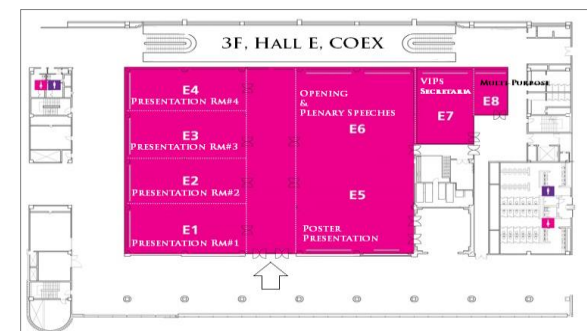 3F, Hall E, COEX
E4
Presentation Rm#4
E3
Presentation Rm#3
E2
Presentation Rm#2
E1
Presentation Rm#1
Opening
&
Plenary Speeches
E6
E5
Poster
Presentation
VIPs
Secretaria
E7
Multi-Purpose
E8